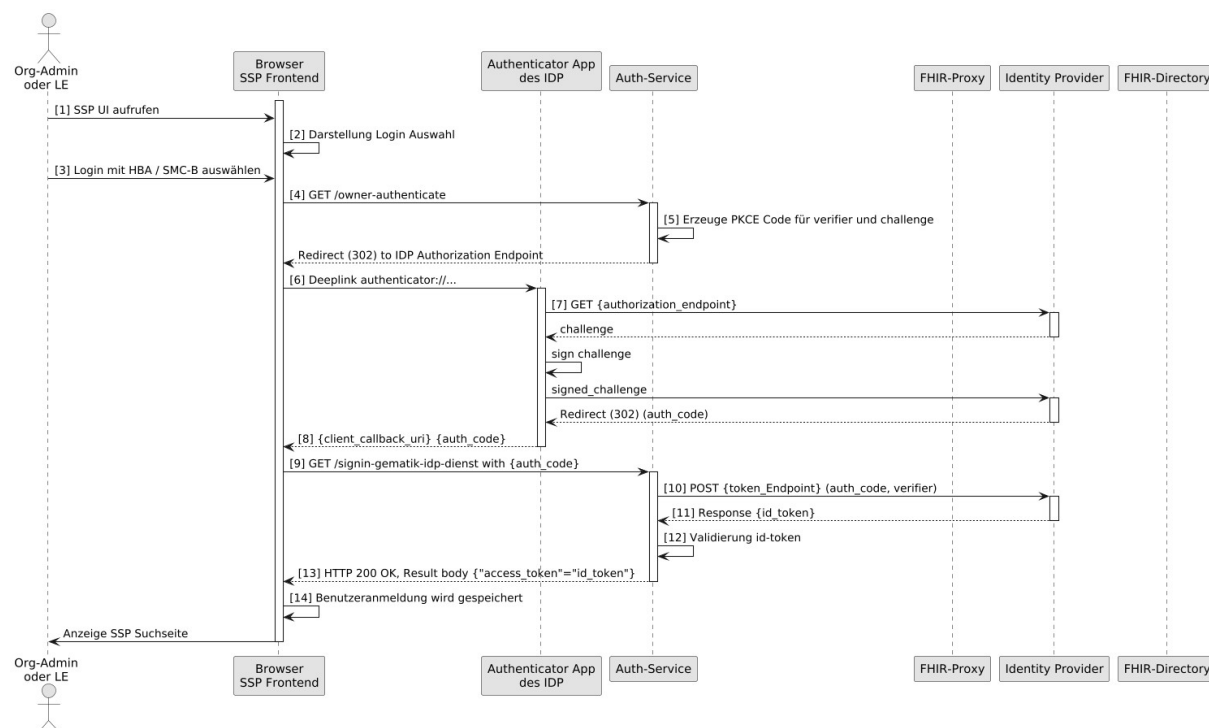 Org-Admin
oder LE
Browser
SSP Frontend
Authenticator App
des IDP
Auth-Service
FHIR-Proxy
Identity Provider
FHIR-Directory
[1] SSP UI aufrufen
[2] Darstellung Login Auswahl
[3] Login mit HBA / SMC-B auswählen
[4] GET /owner-authenticate
[5] Erzeuge PKCE Code für verifier und challenge
Redirect (302) to IDP Authorization Endpoint
[6] Deeplink authenticator://...
[7] GET {authorization_endpoint}
challenge
sign challenge
signed_challenge
Redirect (302) (auth_code)
[8] {client_callback_uri} {auth_code}
[9] GET /signin-gematik-idp-dienst with {auth_code}
[10] POST {token_Endpoint} (auth_code, verifier)
[11] Response {id_token}
[12] Validierung id-token
[13] HTTP 200 OK, Result body {"access_token"="id_token"}
[14] Benutzeranmeldung wird gespeichert
Anzeige SSP Suchseite
Org-Admin
oder LE
Browser
SSP Frontend
Authenticator App
des IDP
Auth-Service
FHIR-Proxy
Identity Provider
FHIR-Directory